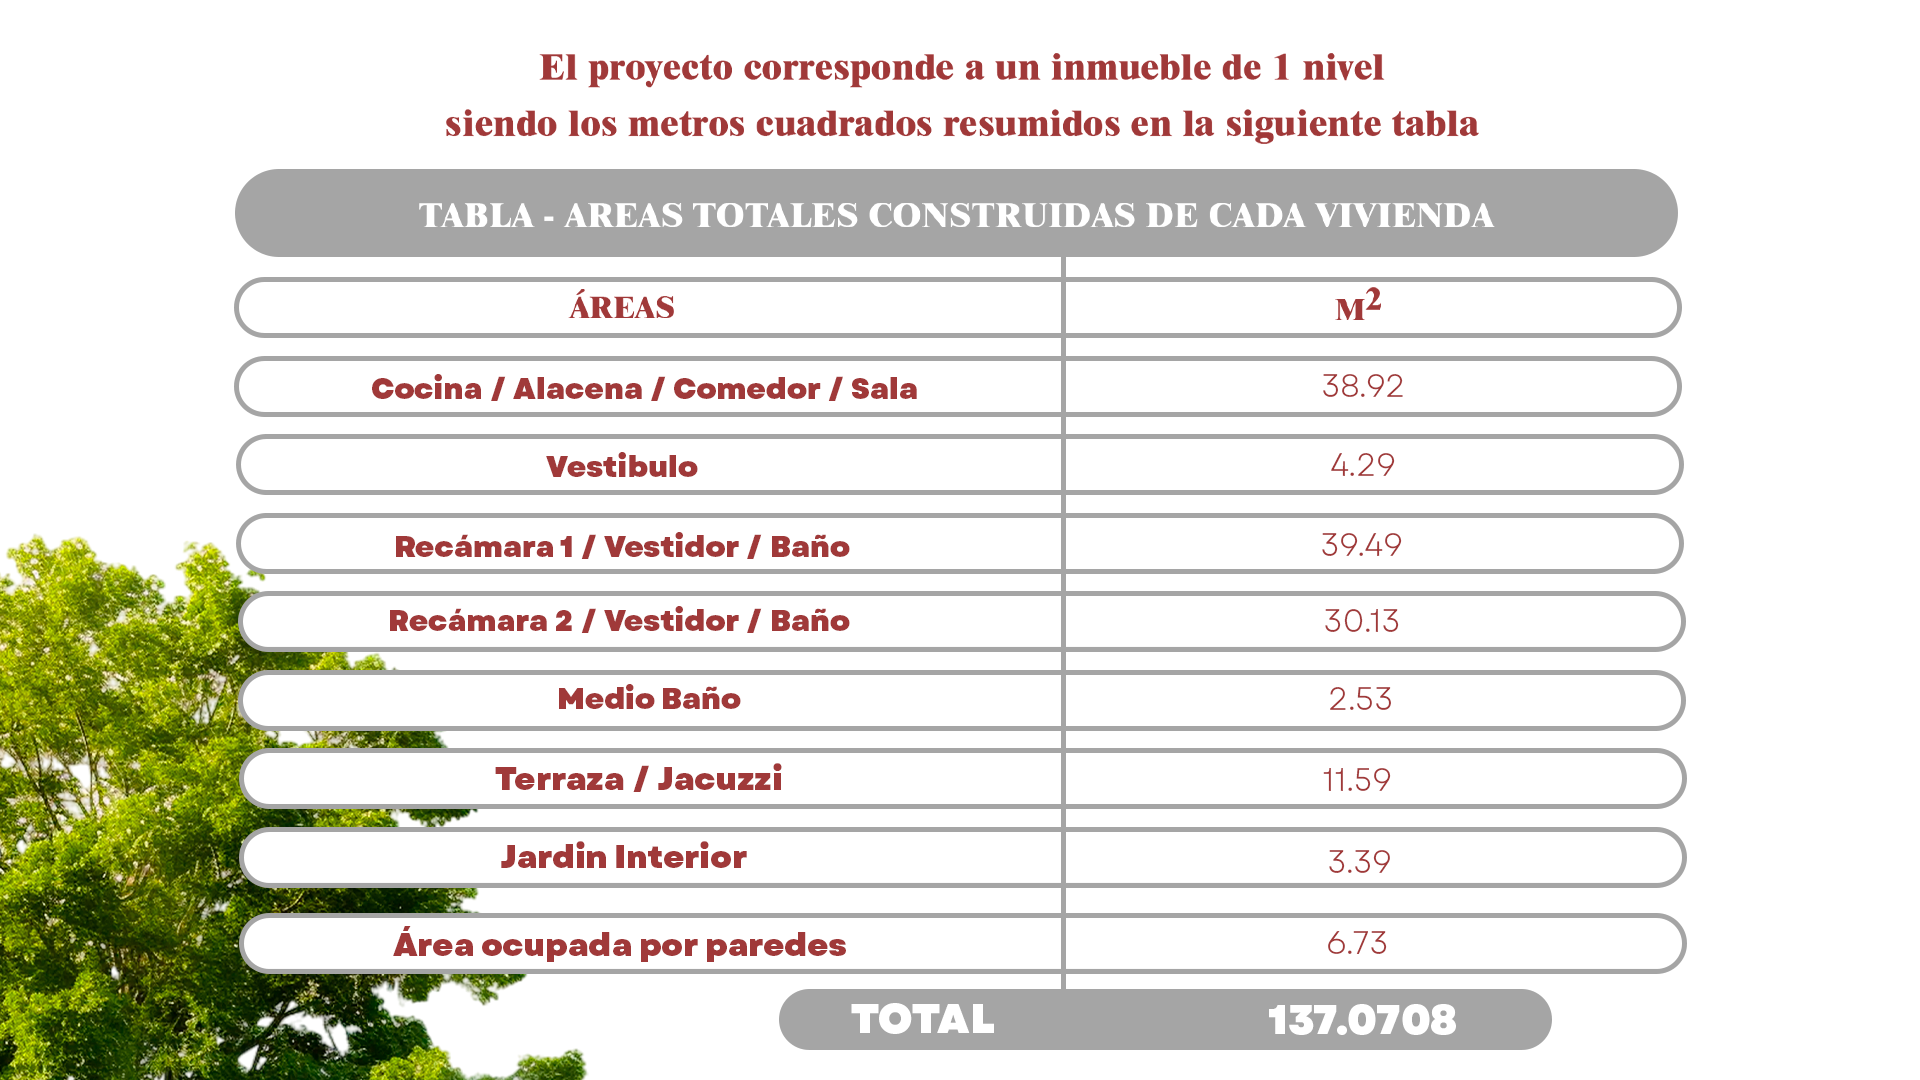 El proyecto corresponde a un inmueble de 1 nivel
siendo los metros cuadrados resumidos en la siguiente tabla
TABLA - AREAS TOTALES CONSTRUIDAS DE CADA VIVIENDA
ÁREAS M²
Cocina / Alacena / Comedor / Sala 38.92
Vestibulo 4.29
Recámara 1 / Vestidor / Baño 39.49
Recámara 2 / Vestidor / Baño 30.13
Medio Baño 2.53
Terraza / Jacuzzi 11.59
Jardin Interior 3.39
Área ocupada por paredes 6.73
TOTAL 137.0708